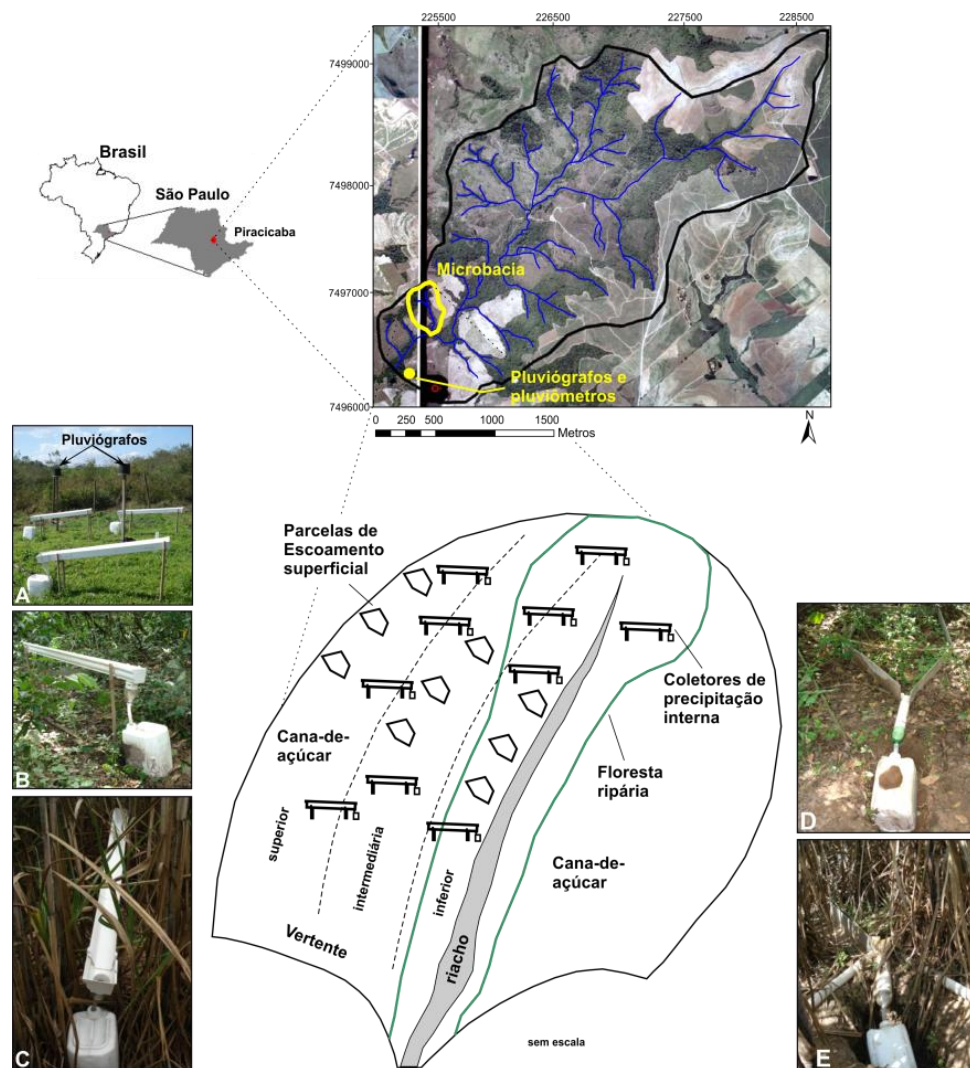 225500
226500
227500
228500
7499000
7498000
7497000
7496000
Brasil
São Paulo
Piracicaba
Microbacia
Pluviógrafos e
pluviômetros
0 250 500 1000 1500
Metros
N
Pluviógrafos
A
B
C
Parcelas de
Escoamento
superficial
Coletores de
precipitação
interna
Cana-de-
açúcar
Floresta
ripária
superior
intermediária
inferior
Cana-de-
açúcar
Vertente
riacho
sem escala
D
E